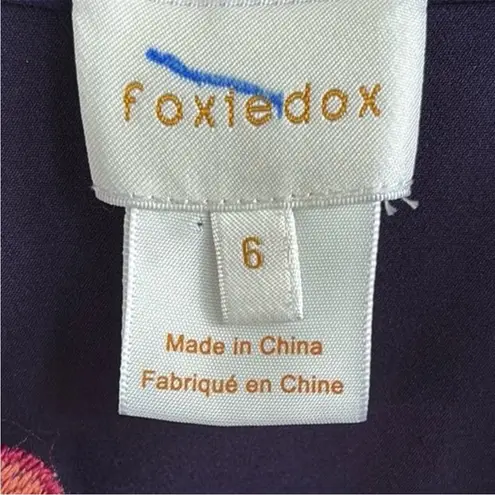 foxiedox
6
Made in China
Fabriqué en Chine